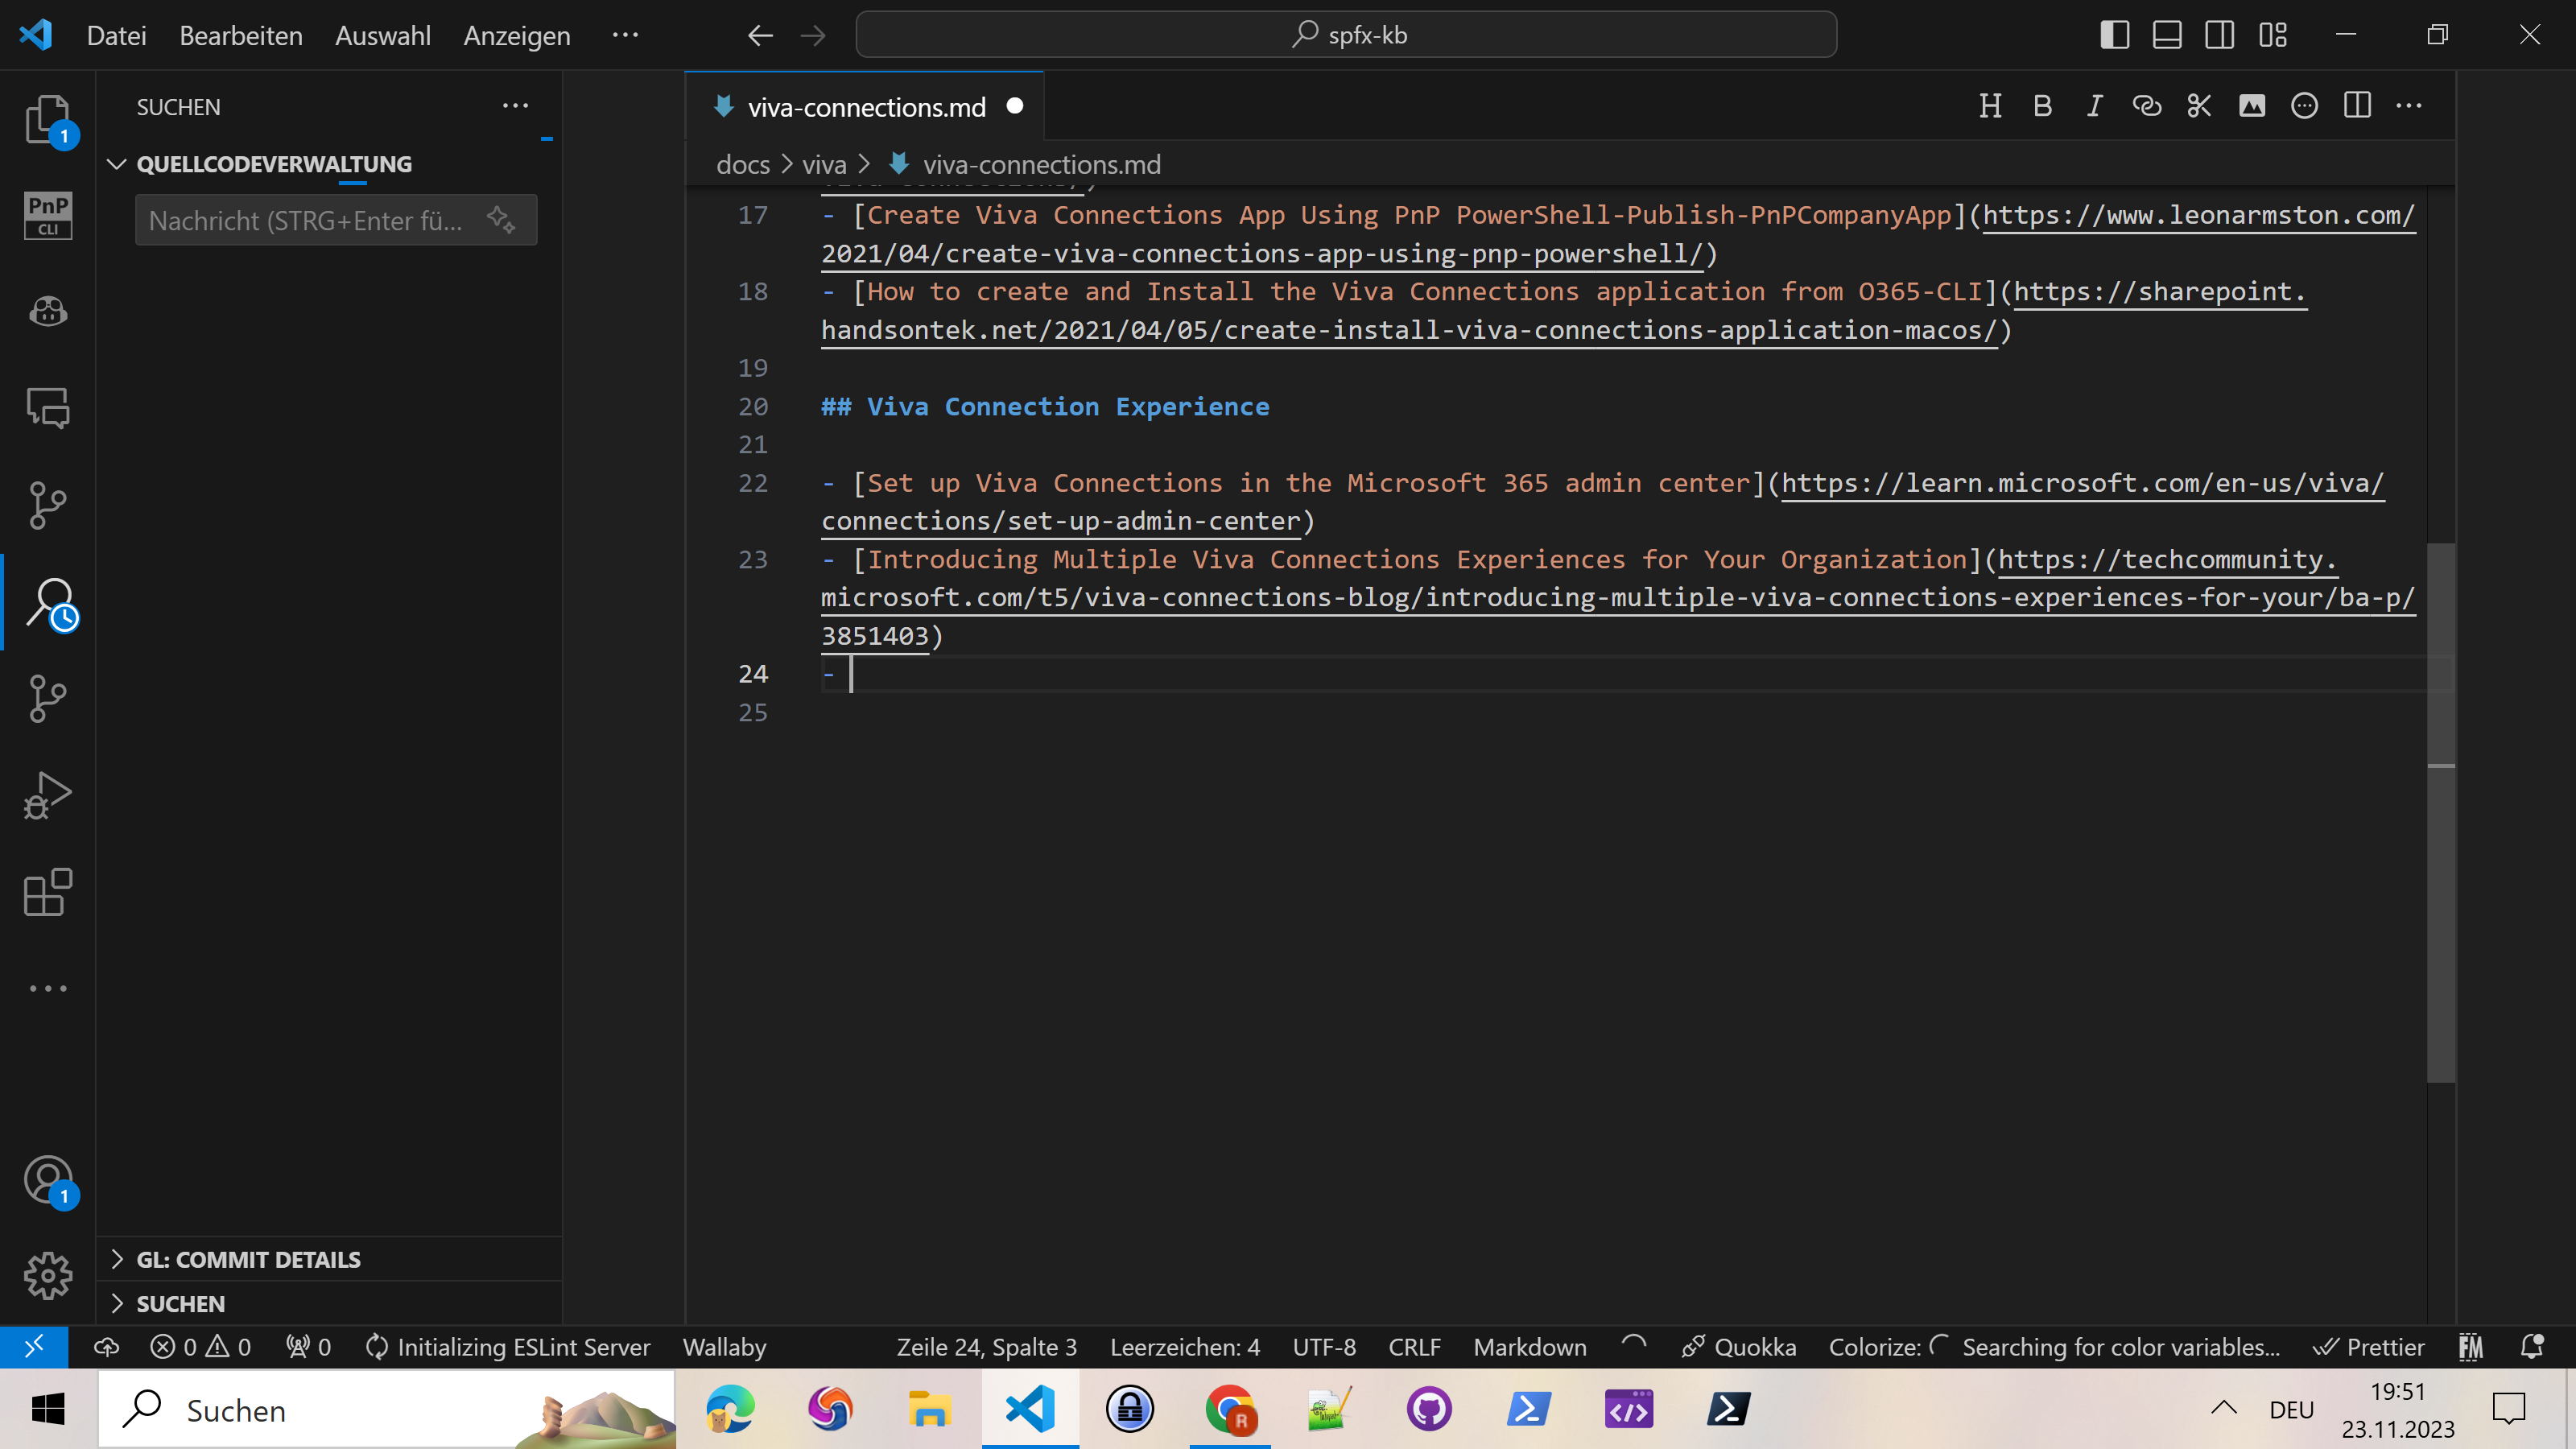 Datei Bearbeiten Auswahl Anzeigen ··· spfx-kb
SUCHEN
QUELLCODEVERWALTUNG
Nachricht (STRG+Enter fü...
1
PnP
CLI
viva-connections.md
docs > viva > viva-connections.md
17 - [Create Viva Connections App Using PnP PowerShell-Publish-PnPCompanyApp](https://www.leonarmston.com/
2021/04/create-viva-connections-app-using-pnp-powershell/)
18 - [How to create and Install the Viva Connections application from O365-CLI](https://sharepoint.
handsontek.net/2021/04/05/create-install-viva-connections-application-macos/)
19
20 ## Viva Connection Experience
21
22 - [Set up Viva Connections in the Microsoft 365 admin center](https://learn.microsoft.com/en-us/viva/
connections/set-up-admin-center)
23 - [Introducing Multiple Viva Connections Experiences for Your Organization](https://techcommunity.
microsoft.com/t5/viva-connections-blog/introducing-multiple-viva-connections-experiences-for-your/ba-p/
3851403)
24 -
25
1
GL: COMMIT DETAILS
SUCHEN
0 0 0 Initializing ESLint Server Wallaby Zeile 24, Spalte 3 Leerzeichen: 4 UTF-8 CRLF Markdown Quokka Colorize: Searching for color variables... Prettier FM
Suchen
R
DEU
19:51
23.11.2023